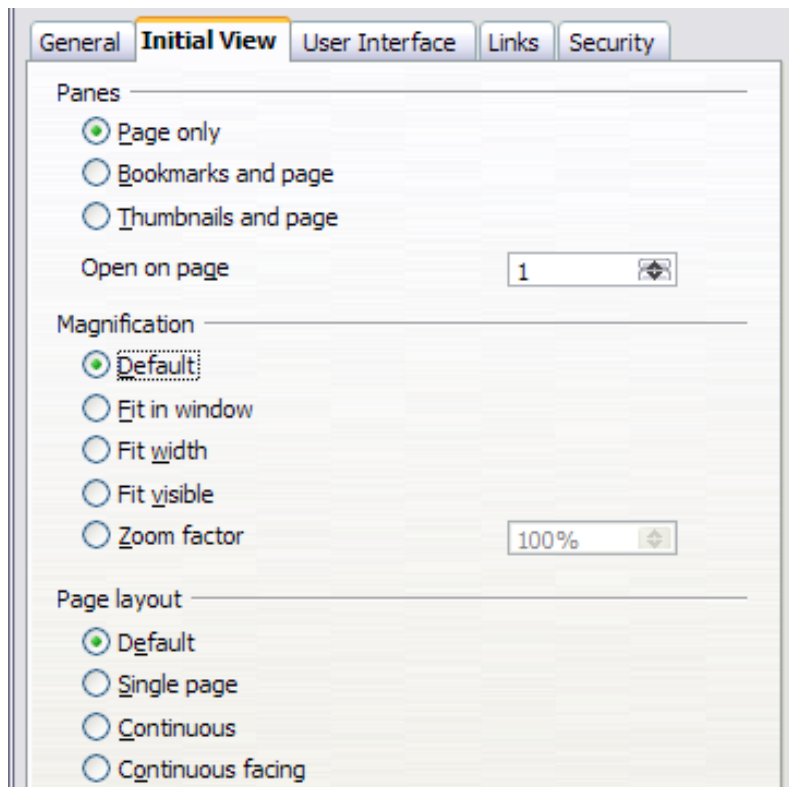 General Initial View User Interface Links Security
Panes
Page only
Bookmarks and page
Thumbnails and page
Open on page 1
Magnification
Default
Fit in window
Fit width
Fit visible
Zoom factor 100%
Page layout
Default
Single page
Continuous
Continuous facing